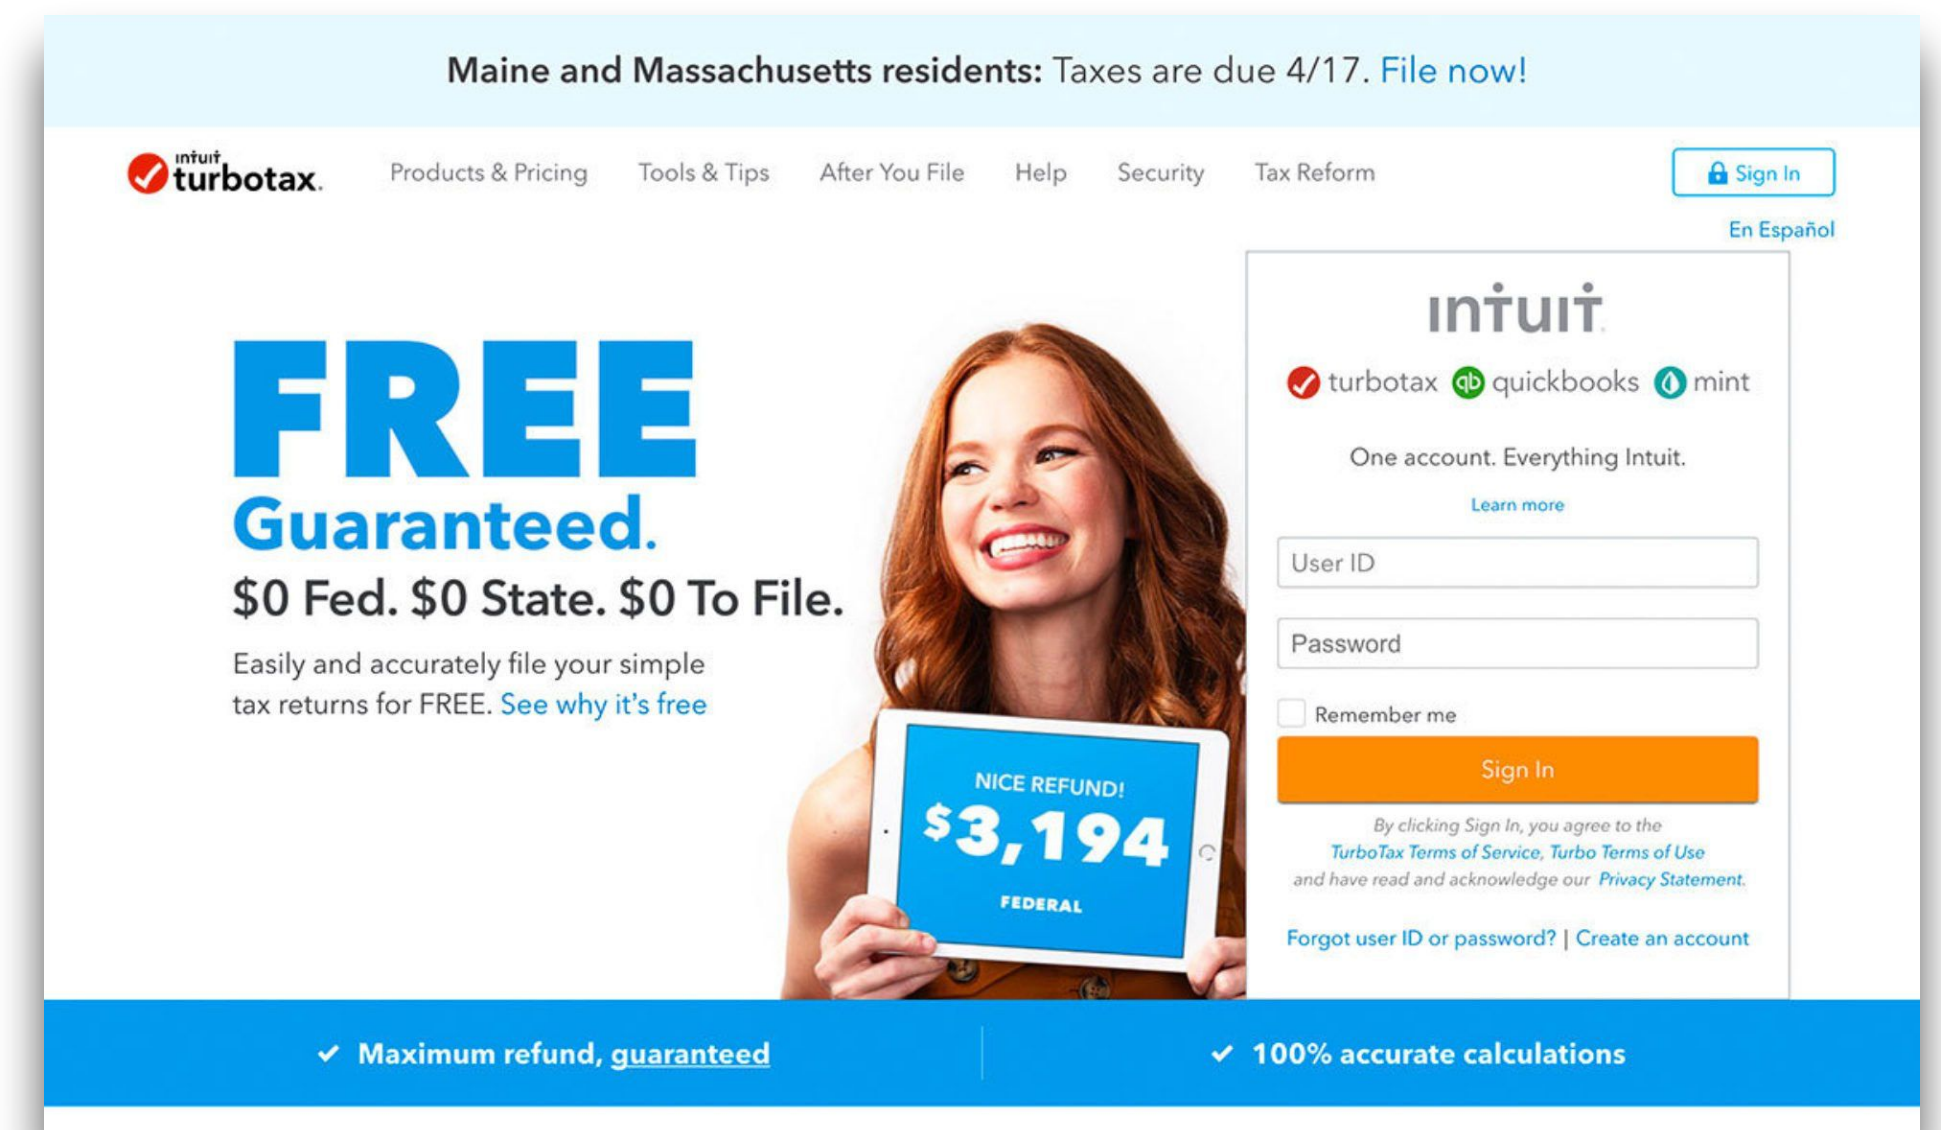 Maine and Massachusetts residents: Taxes are due 4/17. File now!
intuit
turbotax.
Products & Pricing
Tools & Tips
After You File
Help
Security
Tax Reform
Sign In
En Español
FREE
Guaranteed.
$0 Fed. $0 State. $0 To File.
Easily and accurately file your simple
tax returns for FREE. See why it's free
NICE REFUND!
$3,194
FEDERAL
intuit
turbotax qb quickbooks mint
One account. Everything Intuit.
Learn more
User ID
Password
Remember me
Sign In
By clicking Sign In, you agree to the
TurboTax Terms of Service, Turbo Terms of Use
and have read and acknowledge our Privacy Statement.
Forgot user ID or password? | Create an account
Maximum refund, guaranteed
100% accurate calculations